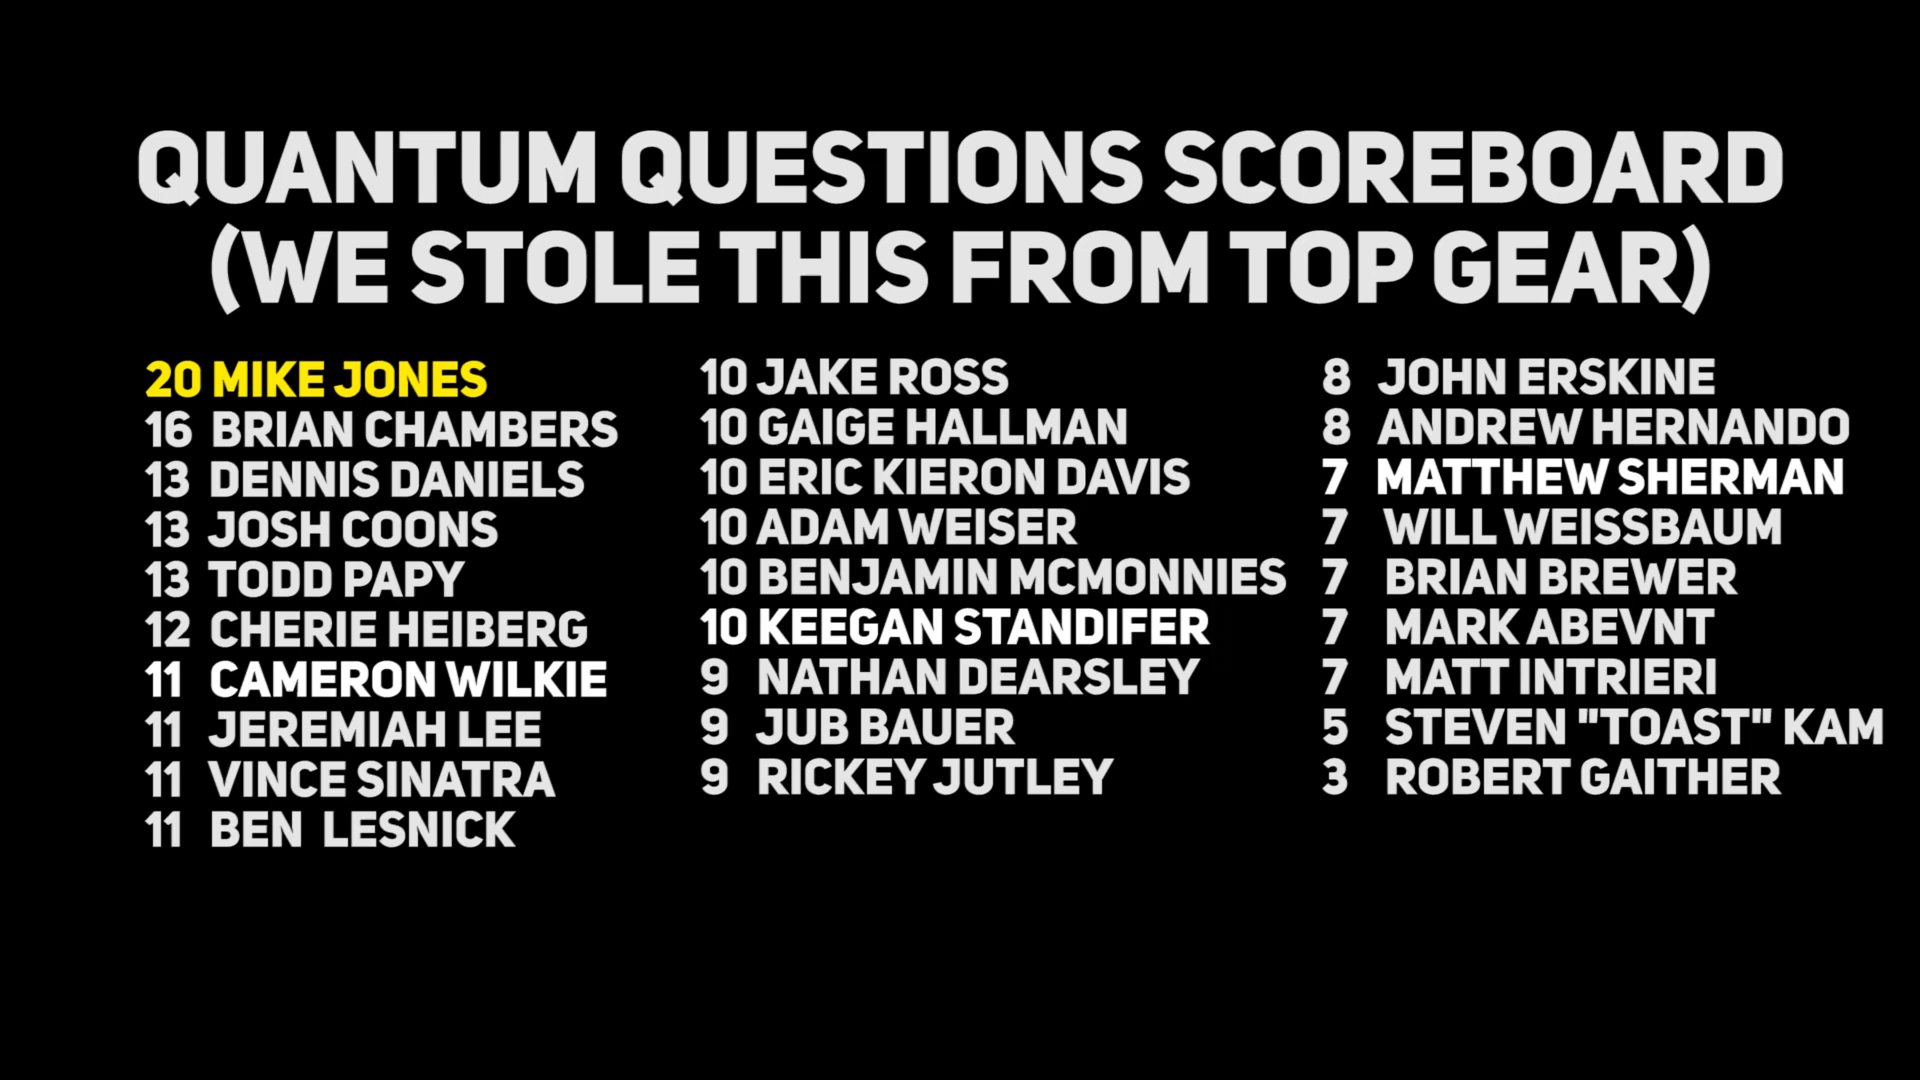 QUANTUM QUESTIONS SCOREBOARD
(WE STOLE THIS FROM TOP GEAR)
20 MIKE JONES
16 BRIAN CHAMBERS
13 DENNIS DANIELS
13 JOSH COONS
13 TODD PAPY
12 CHERIE HEIBERG
11 CAMERON WILKIE
11 JEREMIAH LEE
11 VINCE SINATRA
11 BEN LESNICK
10 JAKE ROSS
10 GAIGE HALLMAN
10 ERIC KIERON DAVIS
10 ADAM WEISER
10 BENJAMIN MCMONNIES
10 KEEGAN STANDIFER
9 NATHAN DEARSLEY
9 JUB BAUER
9 RICKEY JUTLEY
8 JOHN ERSKINE
8 ANDREW HERNANDO
7 MATTHEW SHERMAN
7 WILL WEISSBAUM
7 BRIAN BREWER
7 MARK ABEVNT
7 MATT INTRIERI
5 STEVEN "TOAST" KAM
3 ROBERT GAITHER